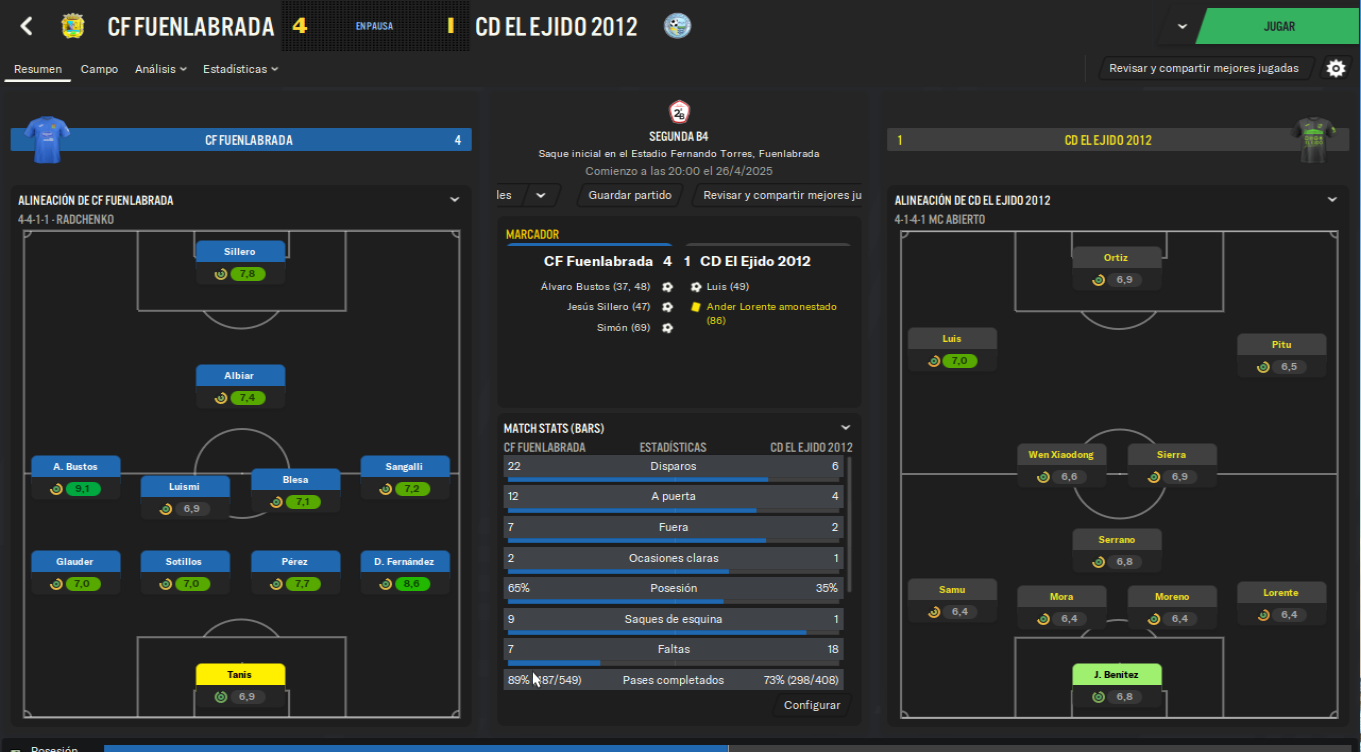 CF FUENLABRADA
4
EN PAUSA
1
CD EL EJIDO 2012
JUGAR
Resumen
Campo
Análisis
Estadísticas
Revisar y compartir mejores jugadas
CF FUENLABRADA
4
ALINEACIÓN DE CF FUENLABRADA
4-4-1-1 - RADCHENKO
Sillero
7,8
Albiar
7,4
A. Bustos
9,1
Luismi
6,9
Blesa
7,1
Sangalli
7,2
Glauder
7,0
Sotillos
7,0
Pérez
7,7
D. Fernández
8,6
Tanis
6,9
2ªB
SEGUNDA B4
Saque inicial en el Estadio Fernando Torres, Fuenlabrada
Comienzo a las 20:00 el 26/4/2025
les
Guardar partido
Revisar y compartir mejores ju
MARCADOR
CF Fuenlabrada 4 1 CD El Ejido 2012
Álvaro Bustos (37, 48)
Luis (49)
Jesús Sillero (47)
Ander Lorente amonestado
(86)
Simón (69)
MATCH STATS (BARS)
CF FUENLABRADA ESTADÍSTICAS CD EL EJIDO 2012
22 Disparos 6
12 A puerta 4
7 Fuera 2
2 Ocasiones claras 1
65% Posesión 35%
9 Saques de esquina 1
7 Faltas 18
89% 87/549) Pases completados 73% (298/408)
Configurar
1
CD EL EJIDO 2012
ALINEACIÓN DE CD EL EJIDO 2012
4-1-4-1 MC ABIERTO
Ortiz
6,9
Luis
7,0
Pitu
6,5
Wen Xiaodong
6,6
Sierra
6,9
Serrano
6,8
Samu
6,4
Mora
6,4
Moreno
6,4
Lorente
6,4
J. Benítez
6,8
Posesión